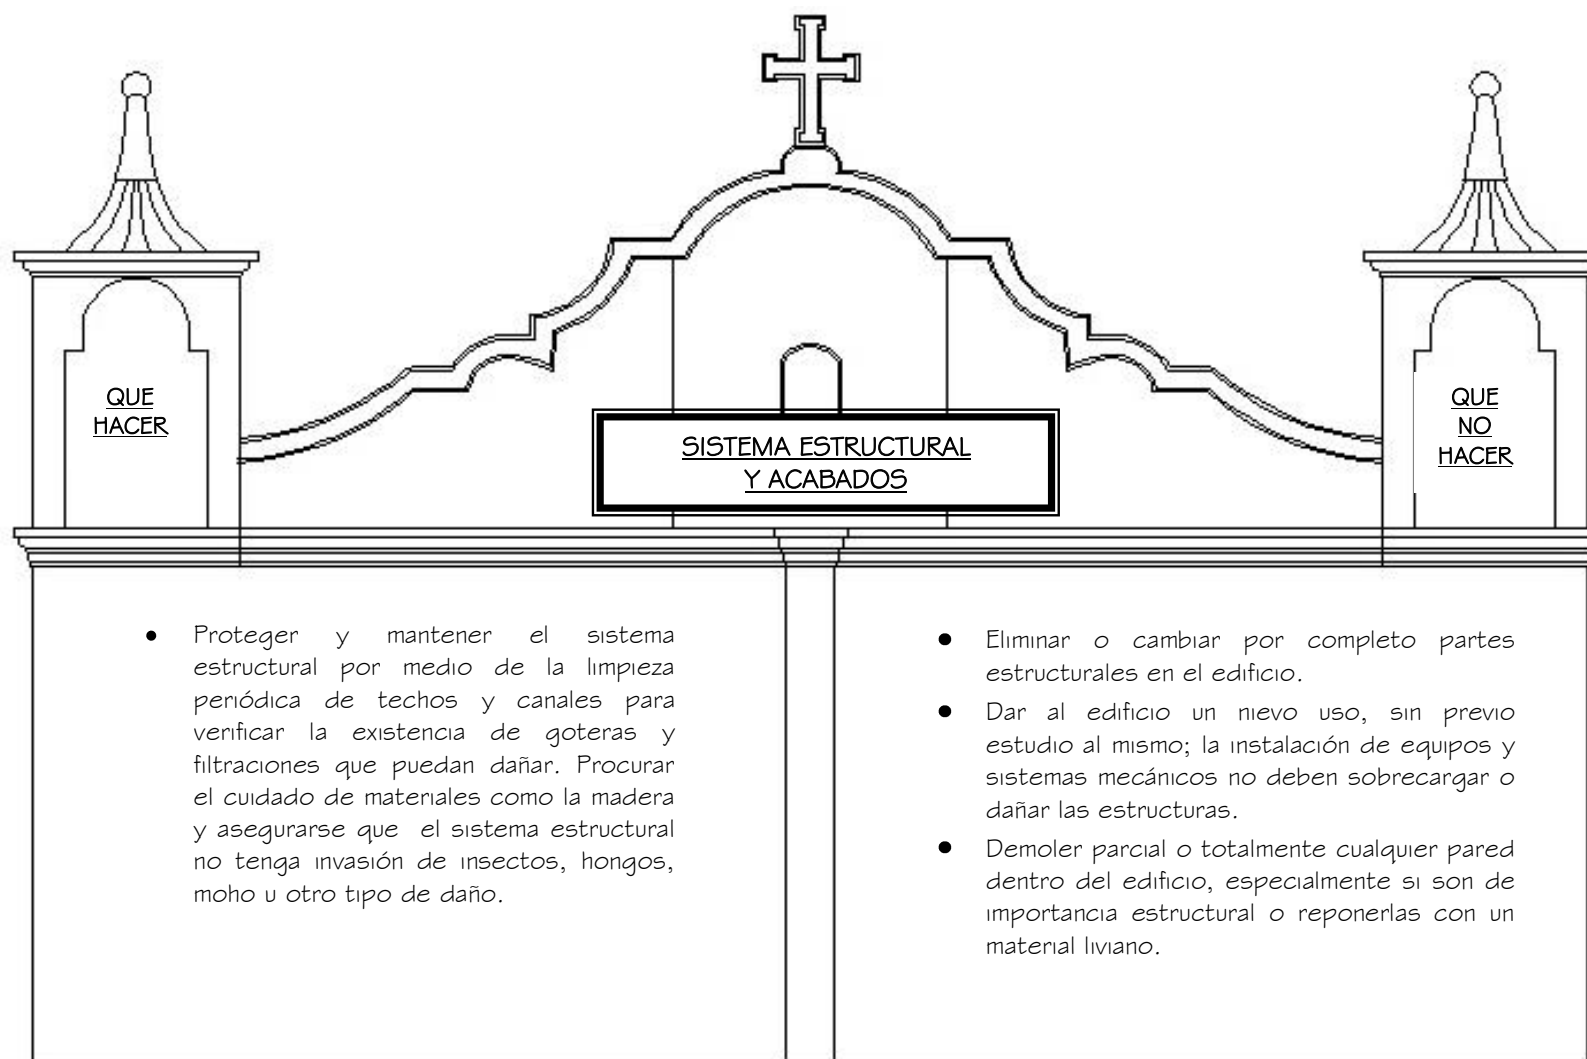 QUE
HACER
SISTEMA ESTRUCTURAL
Y ACABADOS
QUE
NO
HACER
• Proteger y mantener el sistema
estructural por medio de la limpieza
periódica de techos y canales para
verificar la existencia de goteras y
filtraciones que puedan dañar. Procurar
el cuidado de materiales como la madera
y asegurarse que el sistema estructural
no tenga invasión de insectos, hongos,
moho u otro tipo de daño.
• Eliminar o cambiar por completo partes
estructurales en el edificio.
• Dar al edificio un nievo uso, sin previo
estudio al mismo; la instalación de equipos y
sistemas mecánicos no deben sobrecargar o
dañar las estructuras.
• Demoler parcial o totalmente cualquier pared
dentro del edificio, especialmente si son de
importancia estructural o reponerlas con un
material liviano.